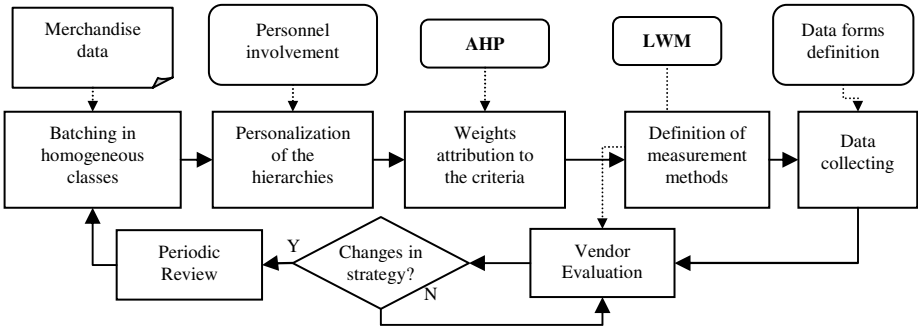 Merchandise
data
Personnel
involvement
AHP
LWM
Data forms
definition
Batching in
homogeneous
classes
Personalization
of the
hierarchies
Weights
attribution to
the criteria
Definition of
measurement
methods
Data
collecting
Periodic
Review
Y
Changes in
strategy?
N
Vendor
Evaluation